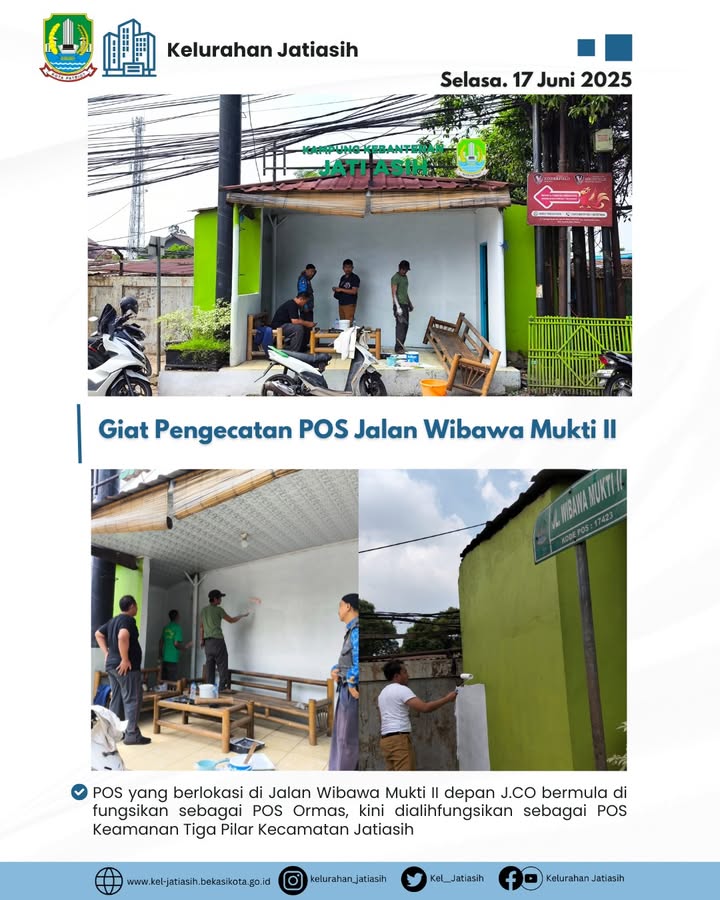 Kelurahan Jatiasih
KOTA PATRIOT
Selasa. 17 Juni 2025
KAMPUNG KEBANTENAN
JATI ASIH
Giat Pengecatan POS Jalan Wibawa Mukti II
JL. WIBAWA MUKTI II
KODE POS : 17423
POS yang berlokasi di Jalan Wibawa Mukti II depan J.CO bermula di
fungsikan sebagai POS Ormas, kini dialihfungsikan sebagai POS
Keamanan Tiga Pilar Kecamatan Jatiasih
www.kel-jatiasih.bekasikota.go.id
kelurahan_jatiasih
Kel__Jatiasih
Kelurahan Jatiasih